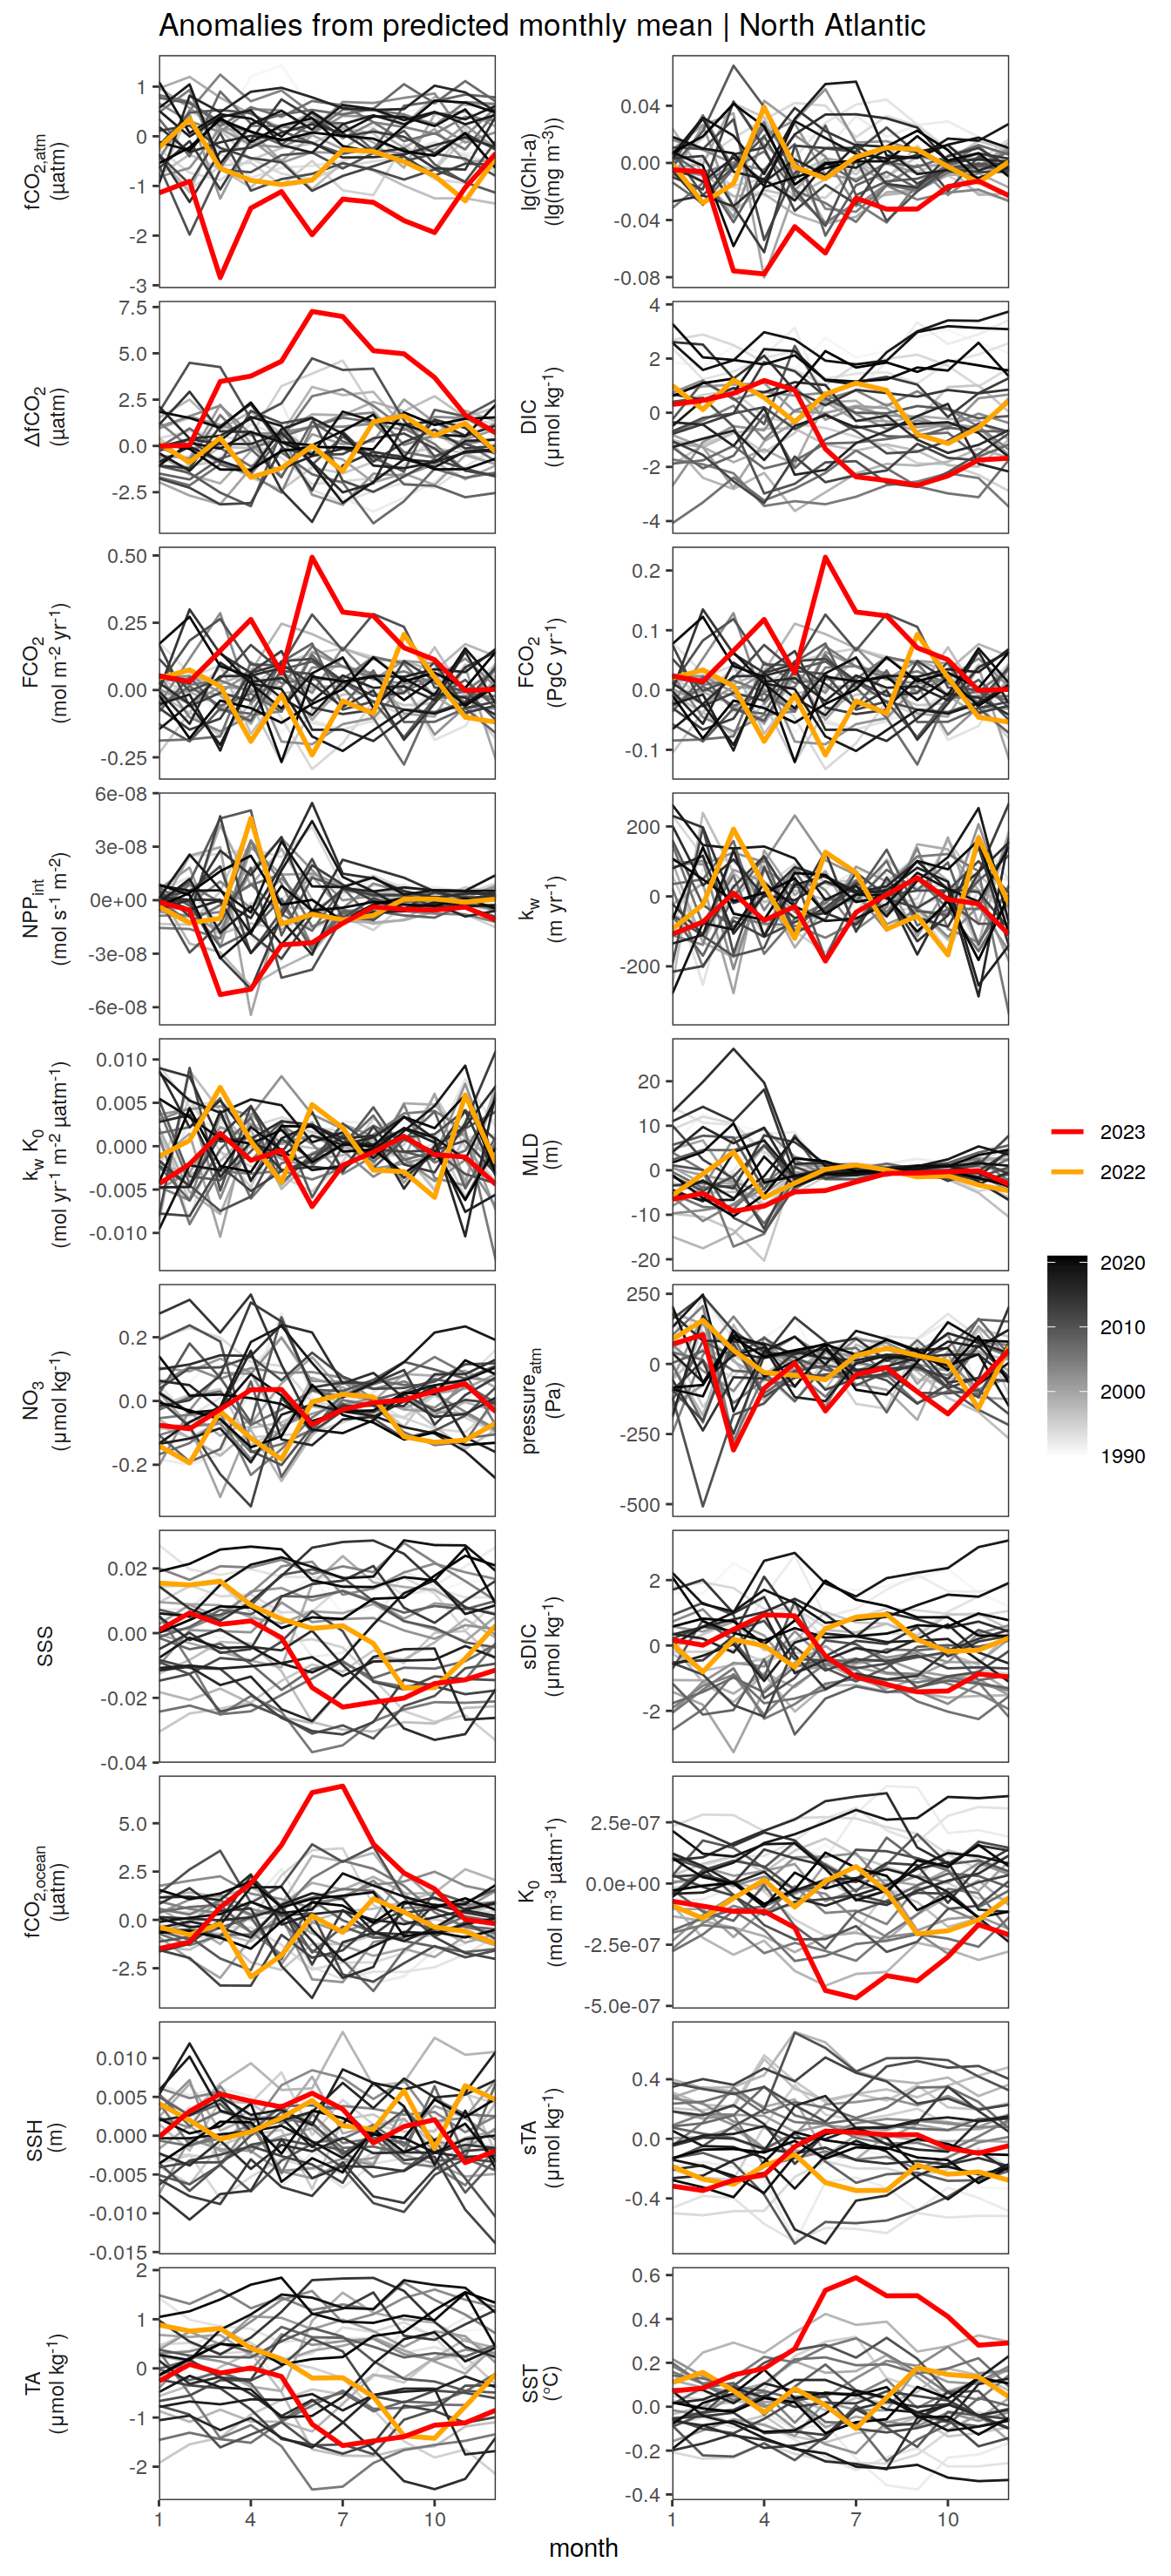 Anomalies from predicted monthly mean | North Atlantic
fCO2,atm
(µatm)
1
0
-1
-2
-3
lg(Chl-a)
(lg(mg m-3))
0.04
0.00
-0.04
-0.08
ΔfCO2
(µatm)
7.5
5.0
2.5
0.0
-2.5
DIC
(µmol kg-1)
4
2
0
-2
-4
FCO2
(mol m-2 yr-1)
0.50
0.25
0.00
-0.25
FCO2
(PgC yr-1)
0.2
0.1
0.0
-0.1
NPPint
(mol s-1 m-2)
6e-08
3e-08
0e+00
-3e-08
-6e-08
kw
(m yr-1)
200
0
-200
kw K0
(mol yr-1 m-2 µatm-1)
0.010
0.005
0.000
-0.005
-0.010
MLD
(m)
20
10
0
-10
-20
NO3
(µmol kg-1)
0.2
0.0
-0.2
pressureatm
(Pa)
250
0
-250
-500
SSS
0.02
0.00
-0.02
-0.04
sDIC
(µmol kg-1)
2
0
-2
fCO2,ocean
(µatm)
5.0
2.5
0.0
-2.5
K0
(mol m-3 µatm-1)
2.5e-07
0.0e+00
-2.5e-07
-5.0e-07
SSH
(m)
0.010
0.005
0.000
-0.005
-0.010
-0.015
sTA
(µmol kg-1)
0.4
0.0
-0.4
TA
(µmol kg-1)
2
1
0
-1
-2
SST
(°C)
0.6
0.4
0.2
0.0
-0.2
-0.4
1 4 7 10
1 4 7 10
month
2023
2022
2020
2010
2000
1990